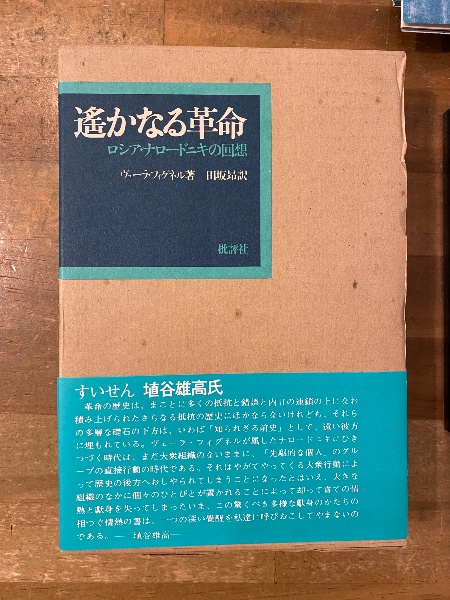 遙かなる革命
ロシア・ナロードニキの回想
ヴェーラ・フィグネル著 田坂昂訳
批評社
すいせん 埴谷雄高氏
革命の歴史は、まことに多くの抵抗と錯誤と内訌の連鎖の上になお
積み上げられたさらなる抵抗の歴史にほかならないけれども、それら
の多層な礎石の下方は、いわば「知られざる前史」として、遠い彼方
に埋もれている。ヴェーラ・フィグネルが属したナロードニキにひき
つづく時代は、まだ大衆組織のないままに、「先駆的な個人」のグル
ープの直接行動の時代である。それはやがてやってくる大衆行動によ
って歴史の後方へおしやられてしまうことになったとはいえ、大きな
組織のなかに個々のひとびとが置かれることによって却って嘗ての情
熱と献身を失ってしまったいま、この驚くべき多様な献身のかたちの
相つぐ情熱の書は、一つの深い覚醒を私達に呼びおこしてやまないの
である。— 埴谷雄高—